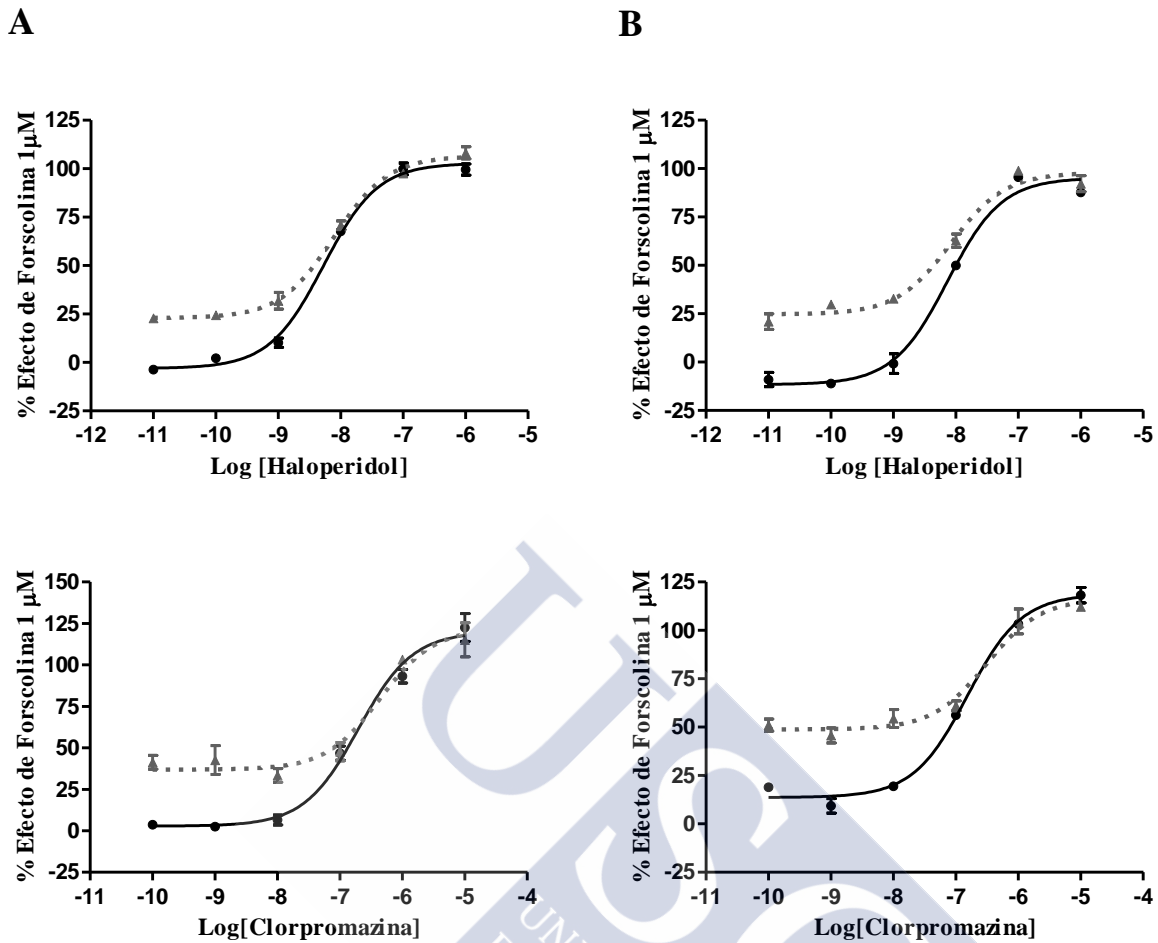 A
B
% Efecto de Forscolina 1μM
125
100
75
50
25
0
-25
-12 -11 -10 -9 -8 -7 -6 -5
Log [Haloperidol]
% Efecto de Forscolina 1 μM
125
100
75
50
25
0
-25
-12 -11 -10 -9 -8 -7 -6 -5
Log [Haloperidol]
% Efecto de Forscolina 1 μM
150
125
100
75
50
25
0
-25
-11 -10 -9 -8 -7 -6 -5 -4
Log[Clorpromazina]
% Efecto de Forscolina 1 μM
125
100
75
50
25
0
-25
-11 -10 -9 -8 -7 -6 -5 -4
Log[Clorpromazina]
USC